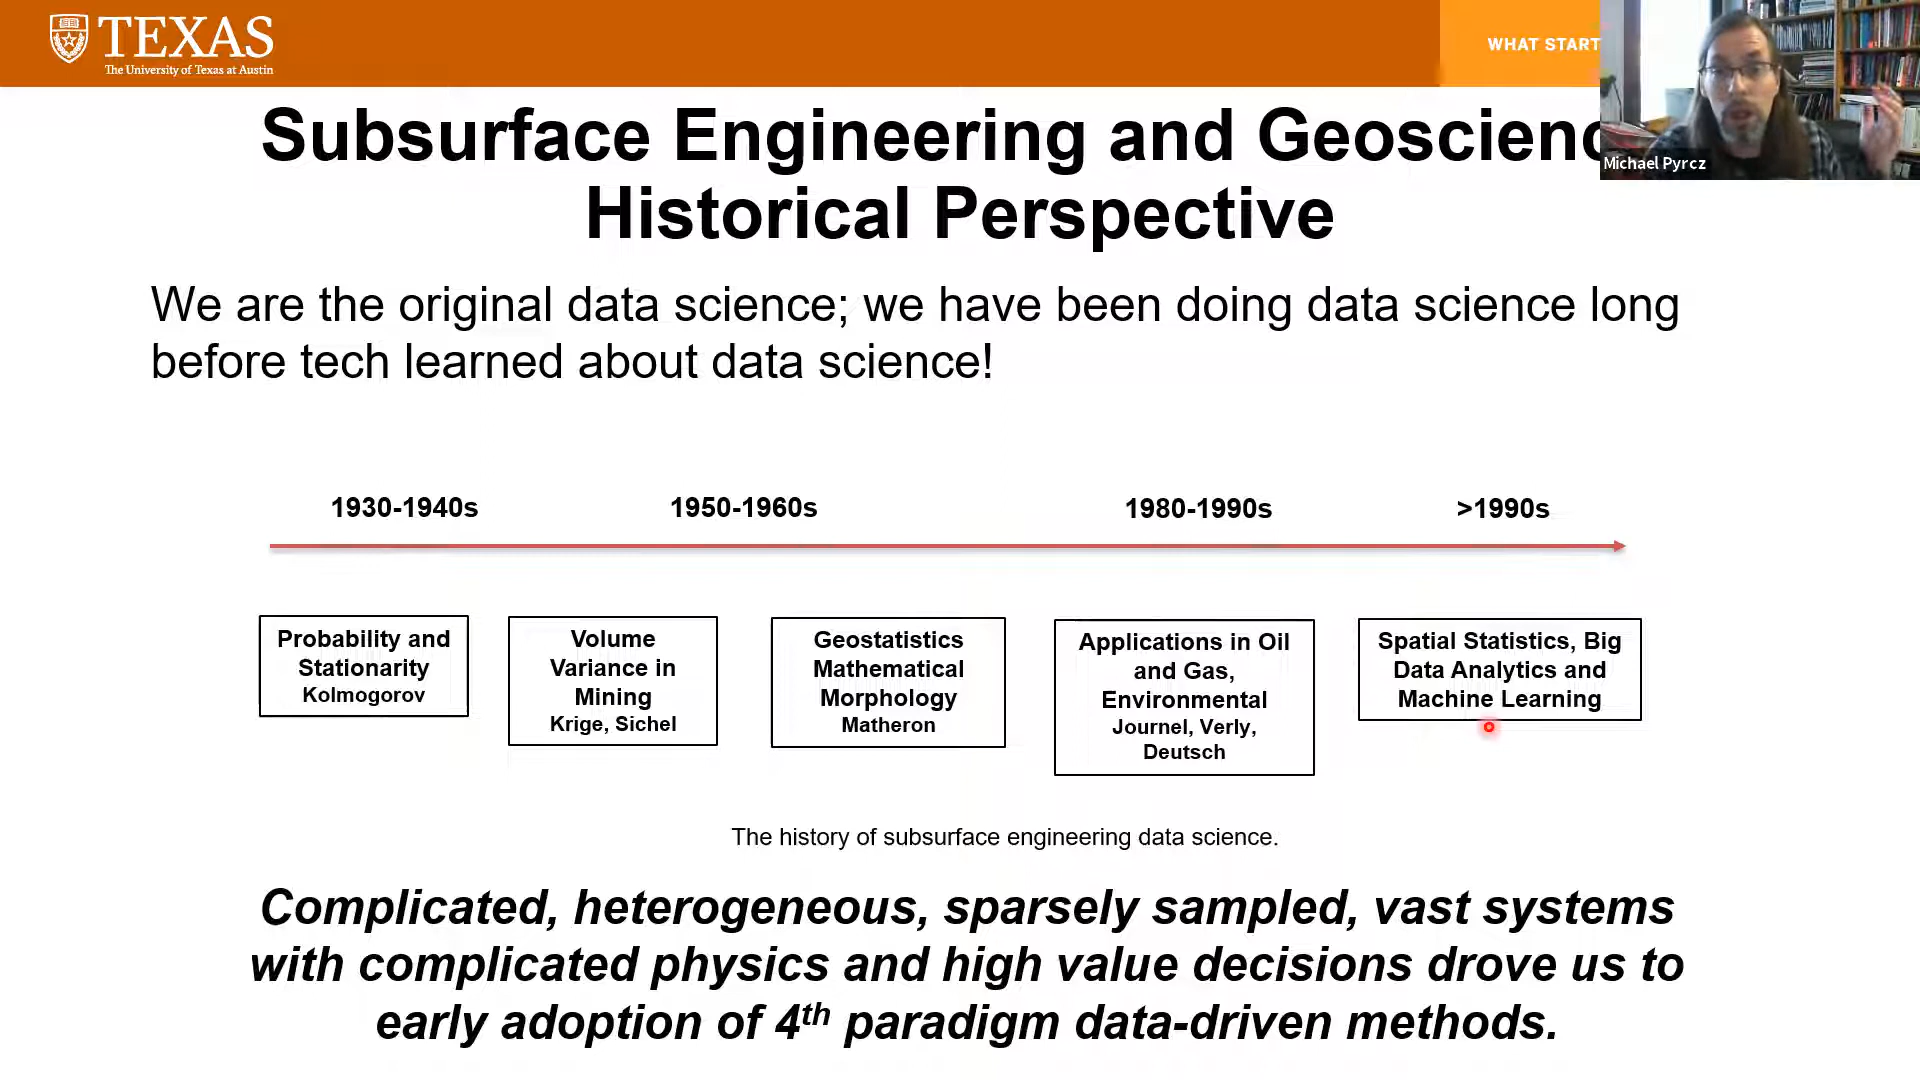 TEXAS
The University of Texas at Austin
WHAT START
Michael Pyrcz
Subsurface Engineering and Geoscienc
Historical Perspective
We are the original data science; we have been doing data science long
before tech learned about data science!
1930-1940s
1950-1960s
1980-1990s
>1990s
Probability and
Stationarity
Kolmogorov
Volume
Variance in
Mining
Krige, Sichel
Geostatistics
Mathematical
Morphology
Matheron
Applications in Oil
and Gas,
Environmental
Journel, Verly,
Deutsch
Spatial Statistics, Big
Data Analytics and
Machine Learning
The history of subsurface engineering data science.
Complicated, heterogeneous, sparsely sampled, vast systems
with complicated physics and high value decisions drove us to
early adoption of 4th paradigm data-driven methods.